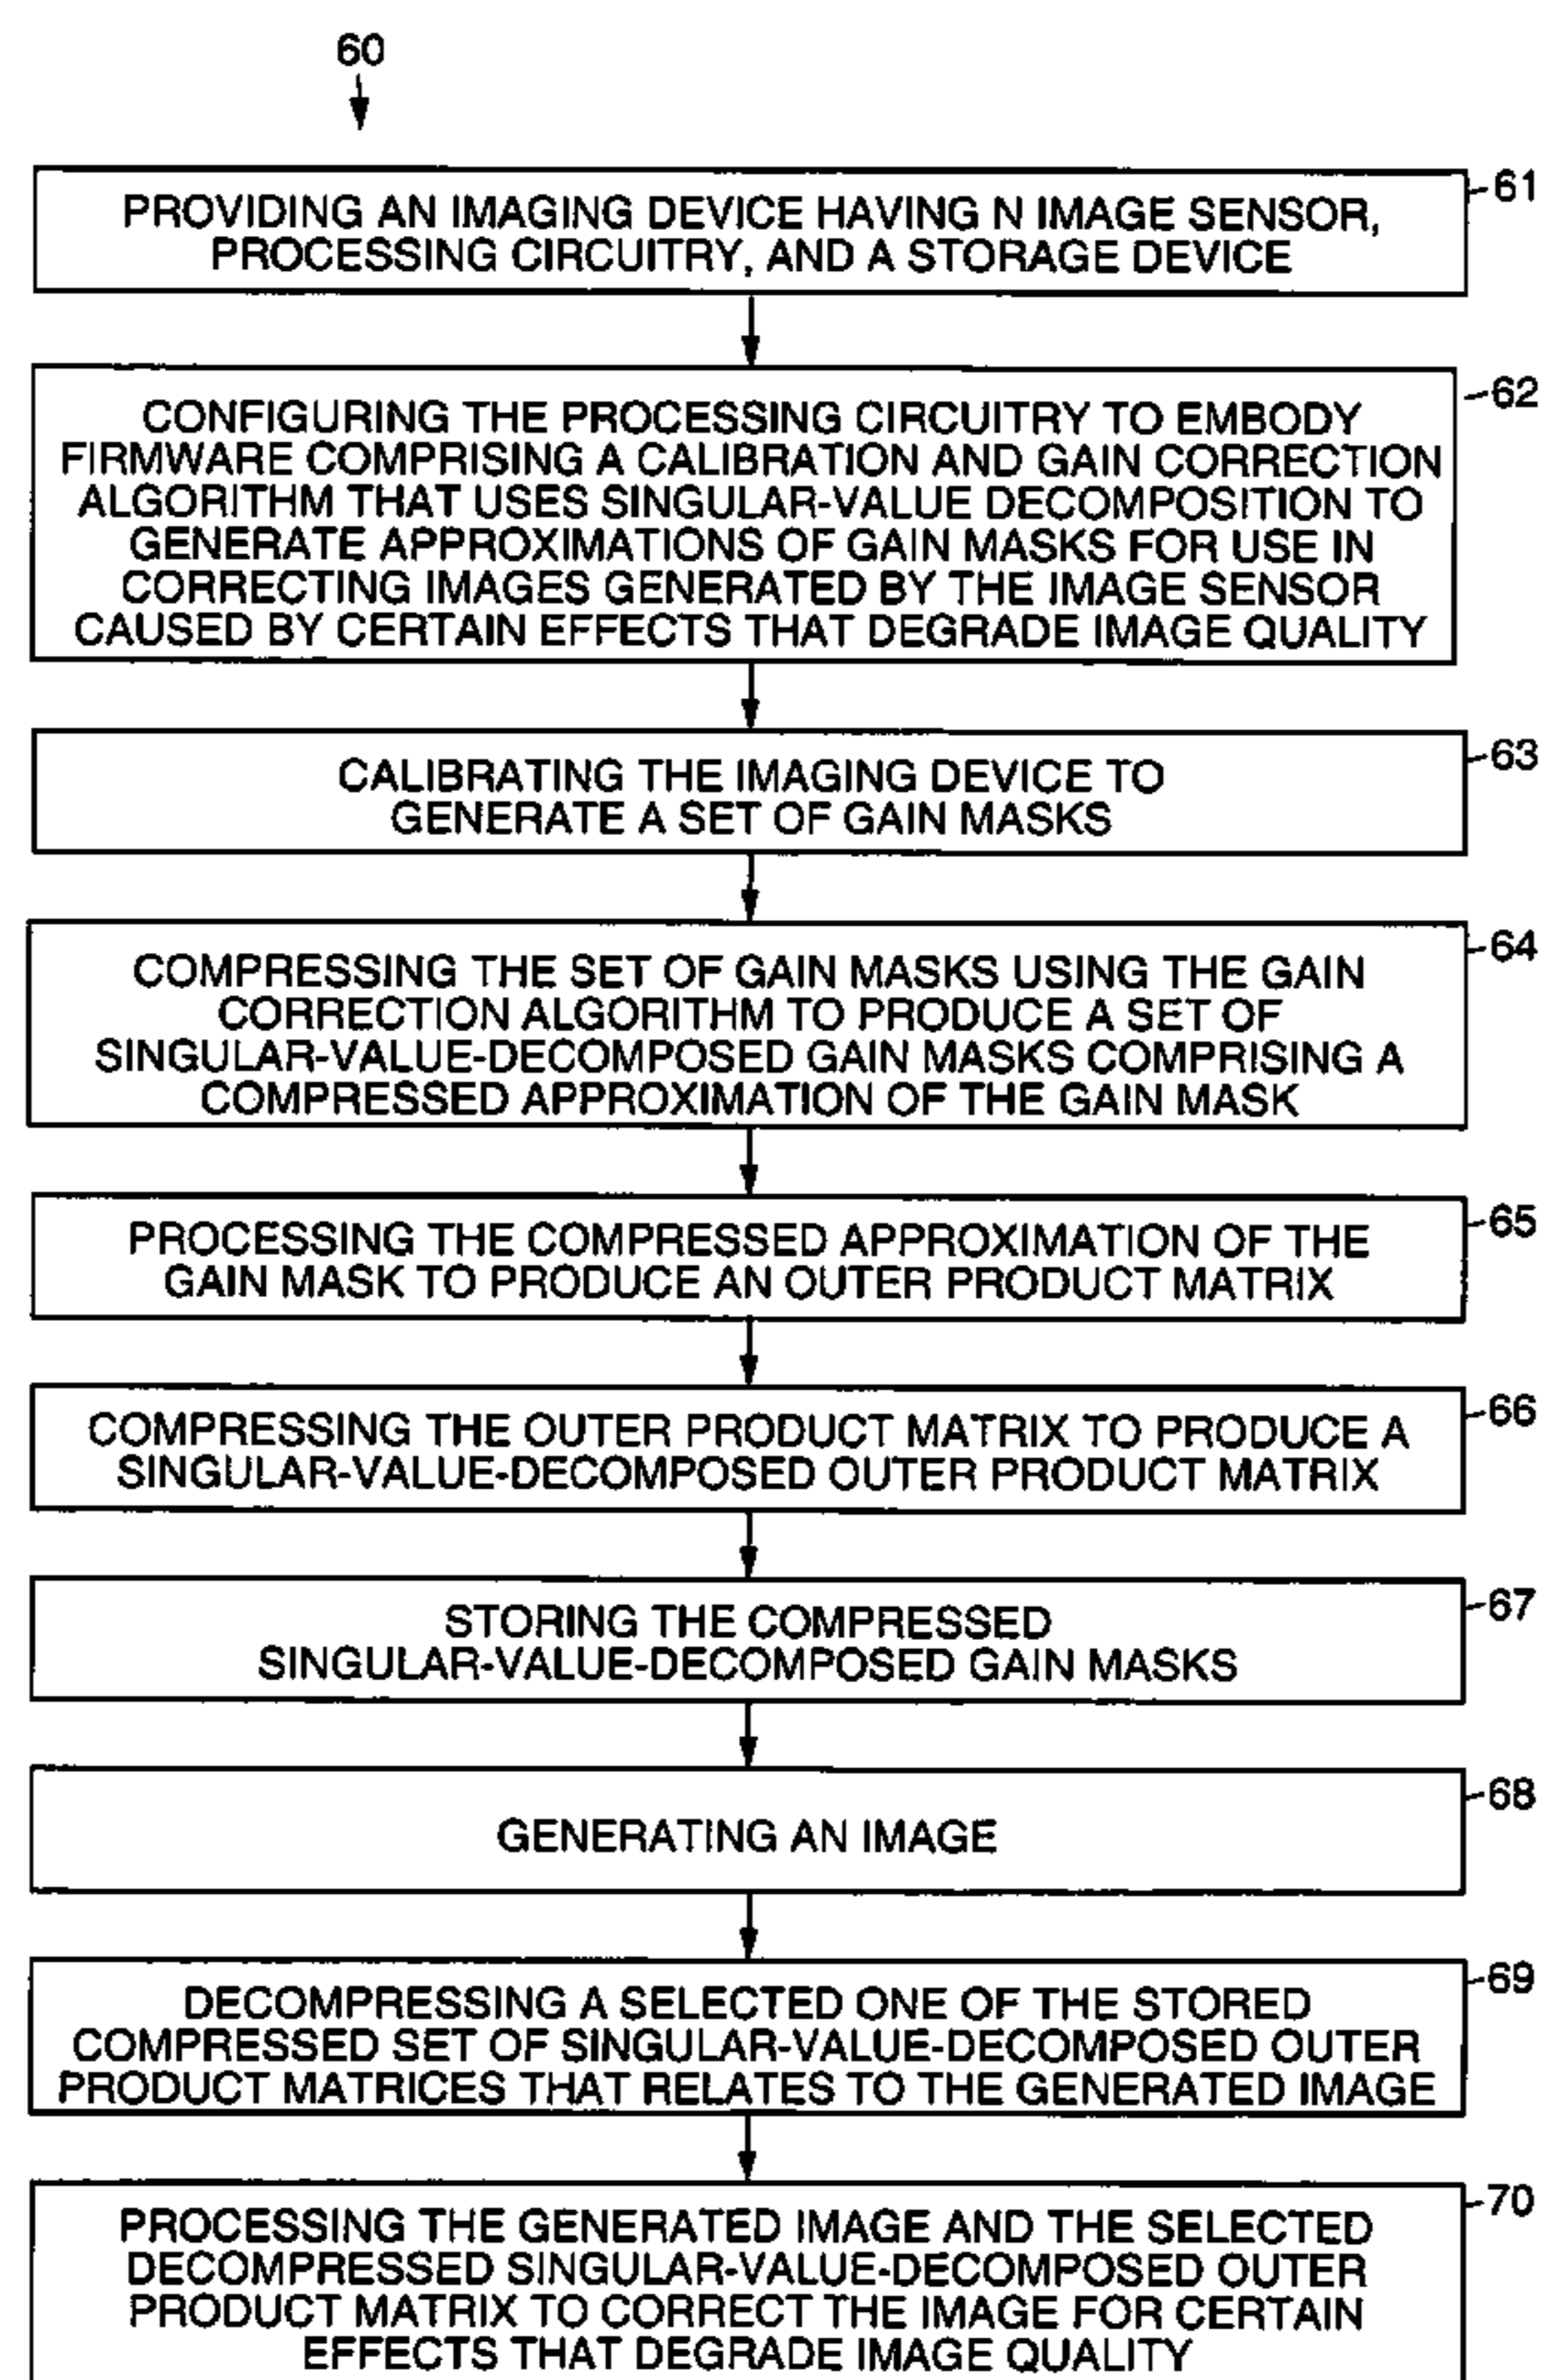 60
61
PROVIDING AN IMAGING DEVICE HAVING N IMAGE SENSOR,
PROCESSING CIRCUITRY, AND A STORAGE DEVICE
62
CONFIGURING THE PROCESSING CIRCUITRY TO EMBODY
FIRMWARE COMPRISING A CALIBRATION AND GAIN CORRECTION
ALGORITHM THAT USES SINGULAR-VALUE DECOMPOSITION TO
GENERATE APPROXIMATIONS OF GAIN MASKS FOR USE IN
CORRECTING IMAGES GENERATED BY THE IMAGE SENSOR
CAUSED BY CERTAIN EFFECTS THAT DEGRADE IMAGE QUALITY
63
CALIBRATING THE IMAGING DEVICE TO
GENERATE A SET OF GAIN MASKS
64
COMPRESSING THE SET OF GAIN MASKS USING THE GAIN
CORRECTION ALGORITHM TO PRODUCE A SET OF
SINGULAR-VALUE-DECOMPOSED GAIN MASKS COMPRISING A
COMPRESSED APPROXIMATION OF THE GAIN MASK
65
PROCESSING THE COMPRESSED APPROXIMATION OF THE
GAIN MASK TO PRODUCE AN OUTER PRODUCT MATRIX
66
COMPRESSING THE OUTER PRODUCT MATRIX TO PRODUCE A
SINGULAR-VALUE-DECOMPOSED OUTER PRODUCT MATRIX
67
STORING THE COMPRESSED
SINGULAR-VALUE-DECOMPOSED GAIN MASKS
68
GENERATING AN IMAGE
69
DECOMPRESSING A SELECTED ONE OF THE STORED
COMPRESSED SET OF SINGULAR-VALUE-DECOMPOSED OUTER
PRODUCT MATRICES THAT RELATES TO THE GENERATED IMAGE
70
PROCESSING THE GENERATED IMAGE AND THE SELECTED
DECOMPRESSED SINGULAR-VALUE-DECOMPOSED OUTER
PRODUCT MATRIX TO CORRECT THE IMAGE FOR CERTAIN
EFFECTS THAT DEGRADE IMAGE QUALITY